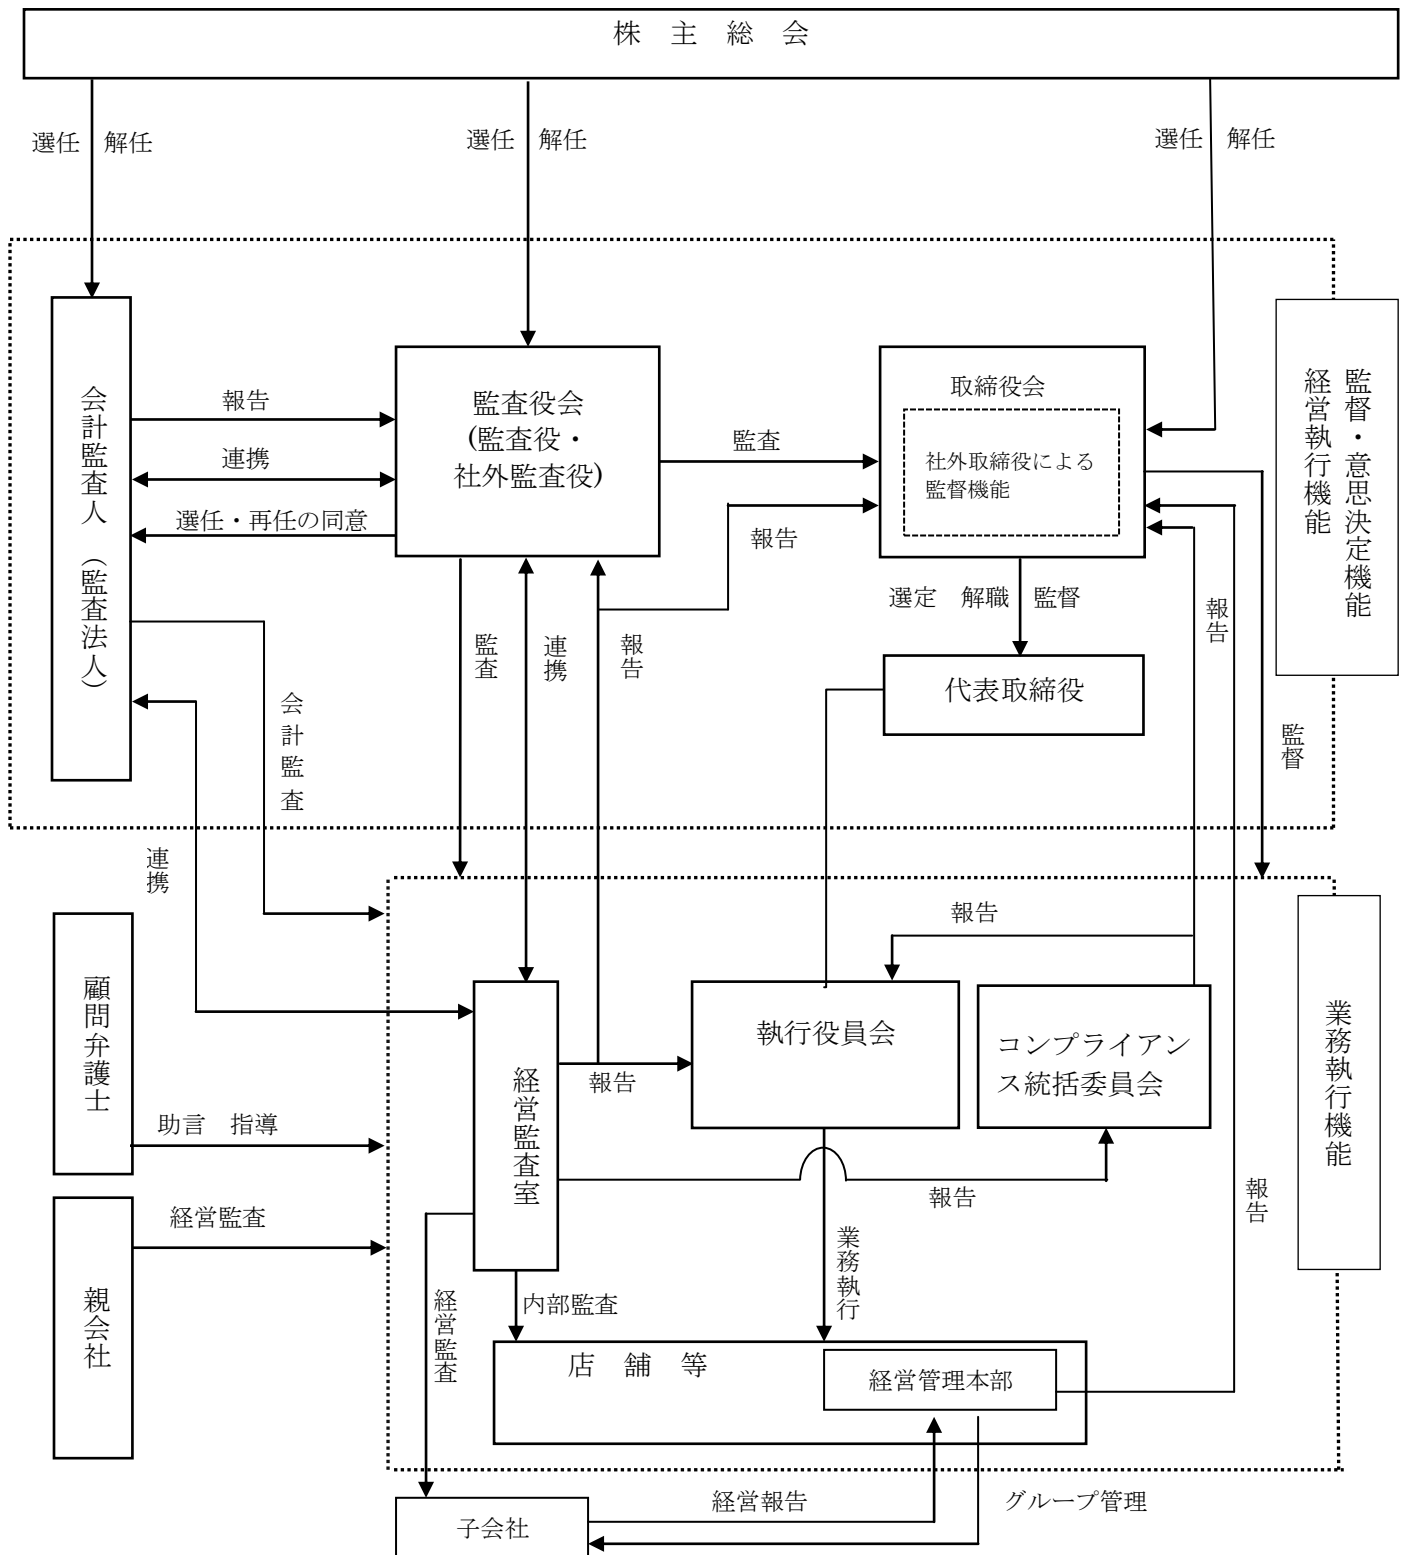 株　主　総　会
選任　解任
選任　解任
選任　解任
監督・意思決定機能
経営執行機能
会計監査人（監査法人）
報告
連携
選任・再任の同意
監査役会
(監査役・
社外監査役)
監査
報告
取締役会
社外取締役による
監督機能
選定　解職　監督
代表取締役
監査
連携
報告
報告
監督
会計監査
連携
顧問弁護士
助言　指導
親会社
経営監査
業務執行機能
報告
経営監査室
報告
執行役員会
コンプライアン
ス統括委員会
報告
報告
業務執行
経営監査
内部監査
店　舗　等
経営管理本部
経営報告
グループ管理
子会社